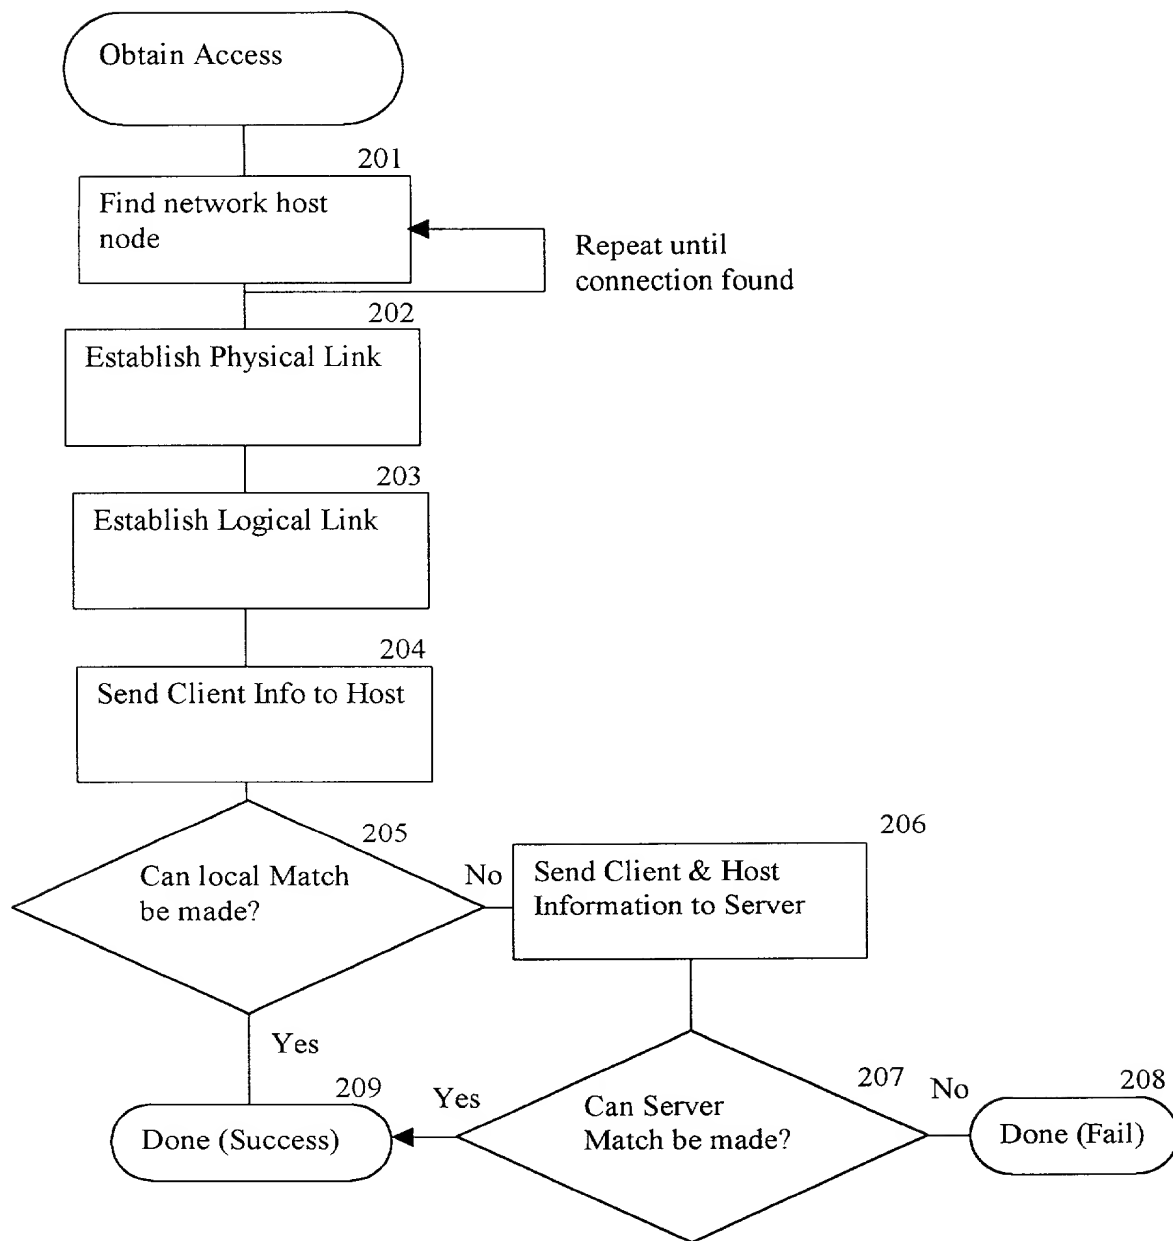 Obtain Access
201
Find network host
node
Repeat until
connection found
202
Establish Physical Link
203
Establish Logical Link
204
Send Client Info to Host
205
Can local Match
be made?
No
206
Send Client & Host
Information to Server
Yes
209
Done (Success)
Yes
207
Can Server
Match be made?
No
208
Done (Fail)